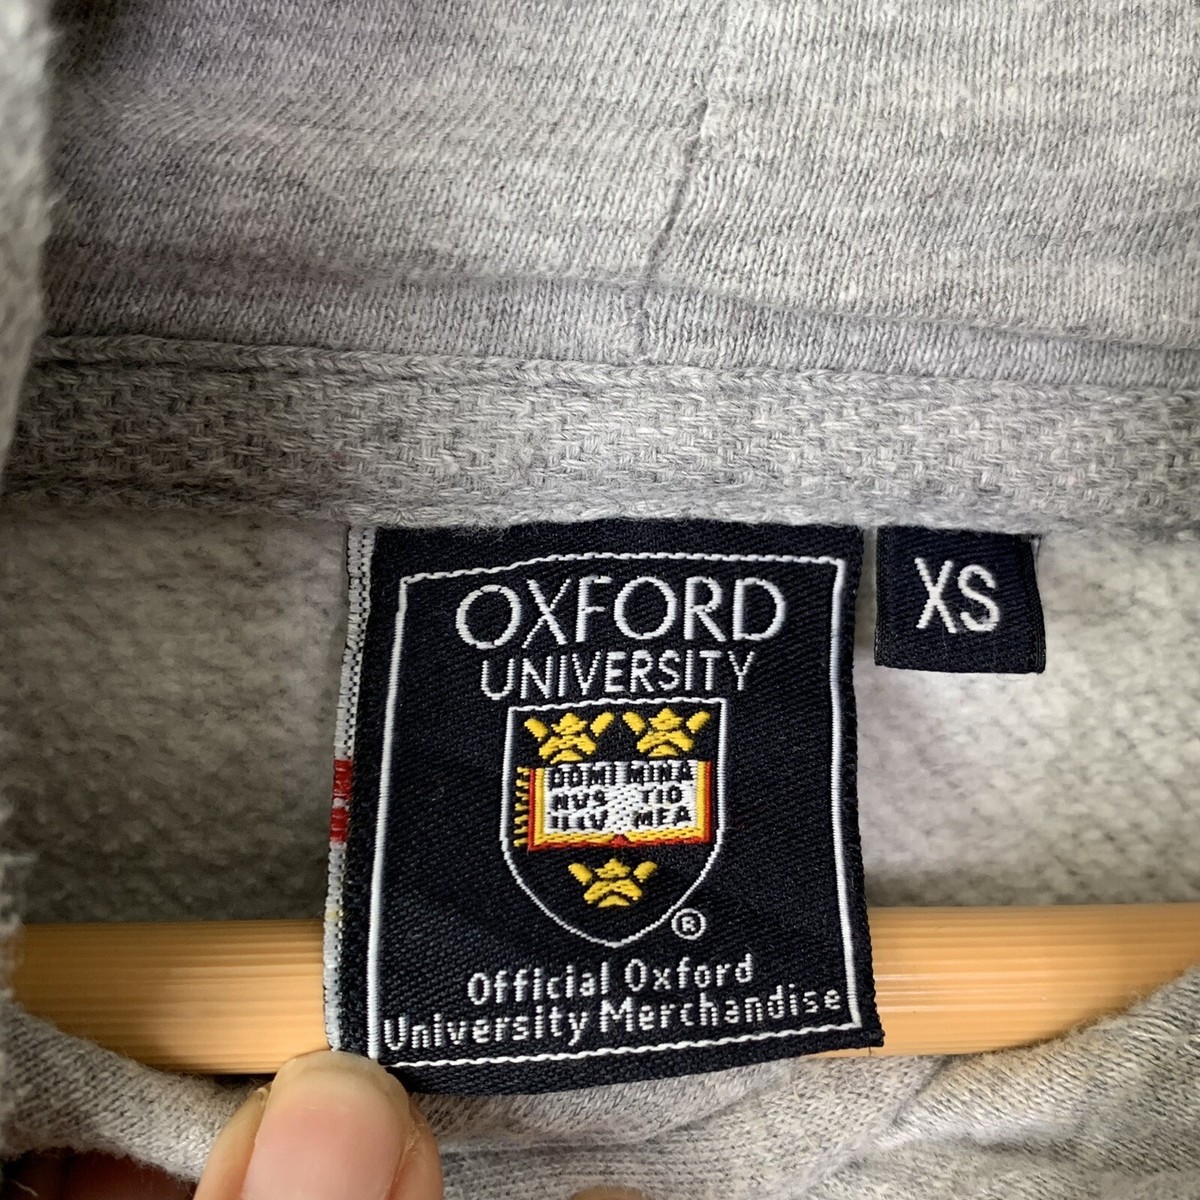 OXFORD
UNIVERSITY
XS
DOMI MINA
NUS TIO
ILLV MEA
®
Official Oxford
University Merchandise